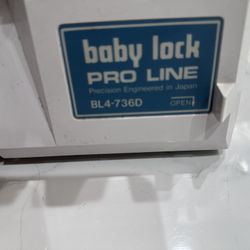 baby lock
PRO LINE
Precision Engineered in Japan
BL4-736D
OPEN